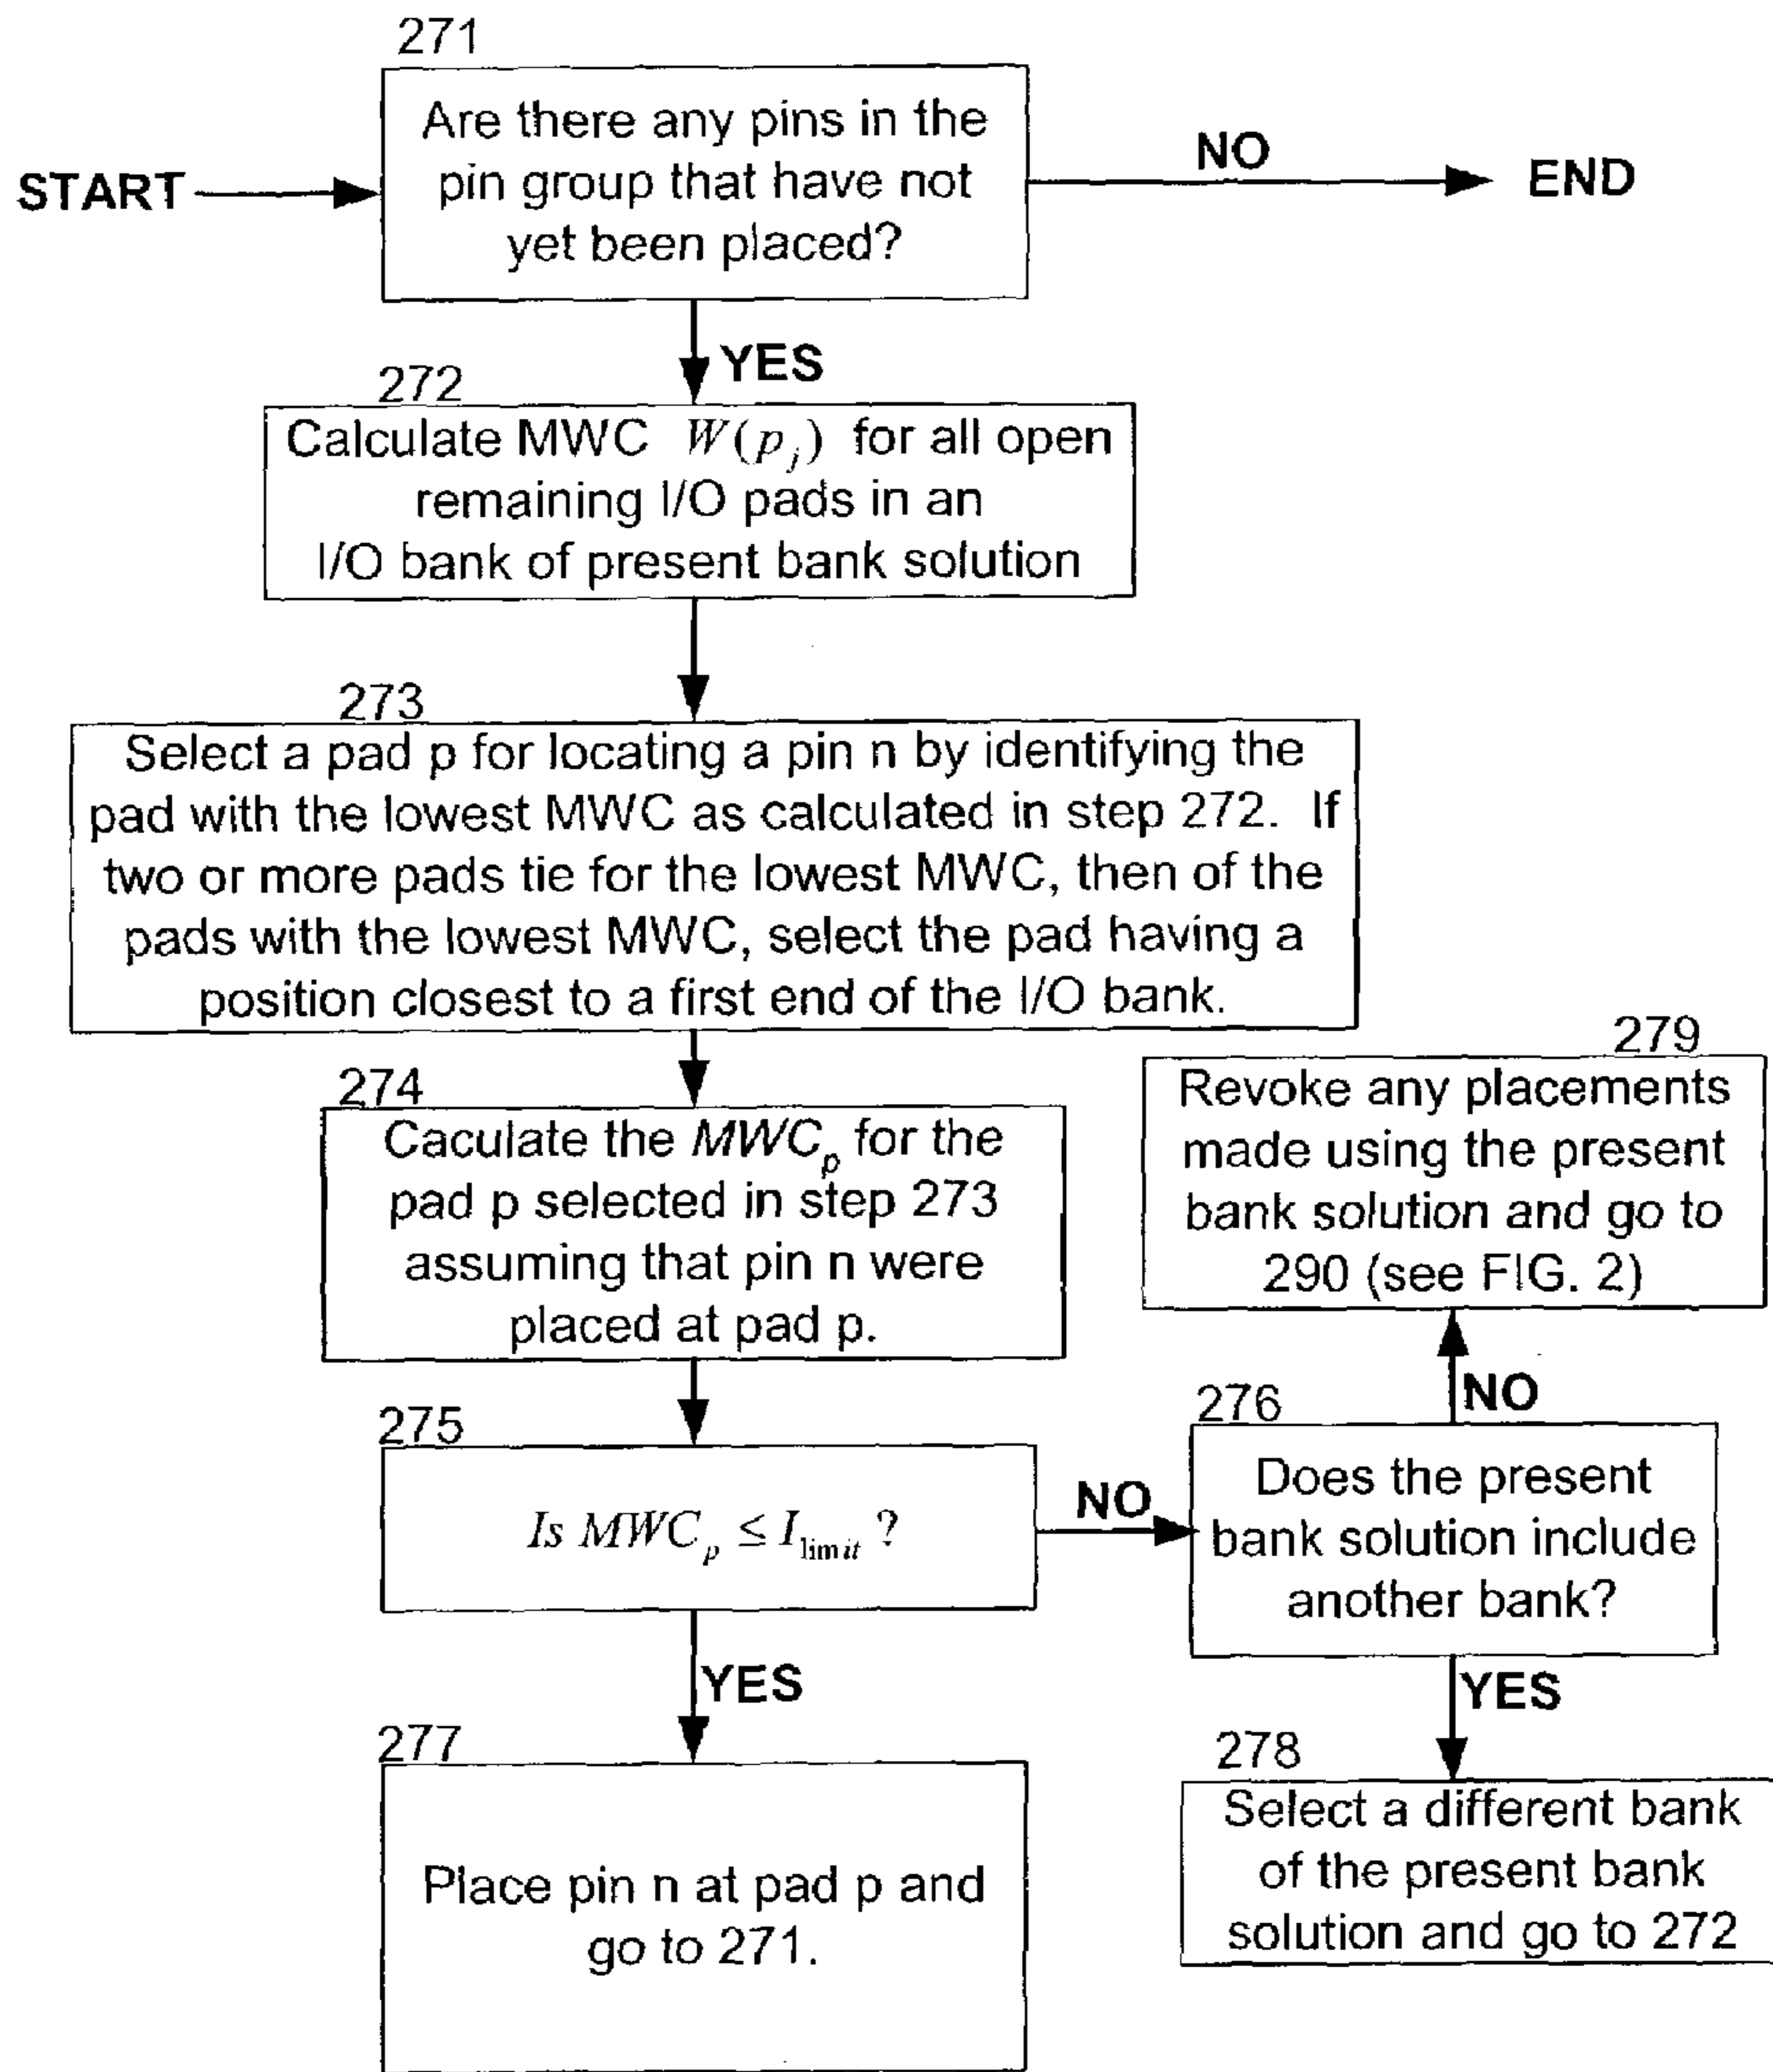 271
Are there any pins in the
pin group that have not
yet been placed?
START
NO
END
YES
272
Calculate MWC W(p_j) for all open
remaining I/O pads in an
I/O bank of present bank solution
273
Select a pad p for locating a pin n by identifying the
pad with the lowest MWC as calculated in step 272. If
two or more pads tie for the lowest MWC, then of the
pads with the lowest MWC, select the pad having a
position closest to a first end of the I/O bank.
274
Caculate the MWC_p for the
pad p selected in step 273
assuming that pin n were
placed at pad p.
279
Revoke any placements
made using the present
bank solution and go to
290 (see FIG. 2)
275
Is MWC_p ≤ I_limit ?
NO
276
NO
Does the present
bank solution include
another bank?
YES
YES
277
Place pin n at pad p and
go to 271.
278
Select a different bank
of the present bank
solution and go to 272